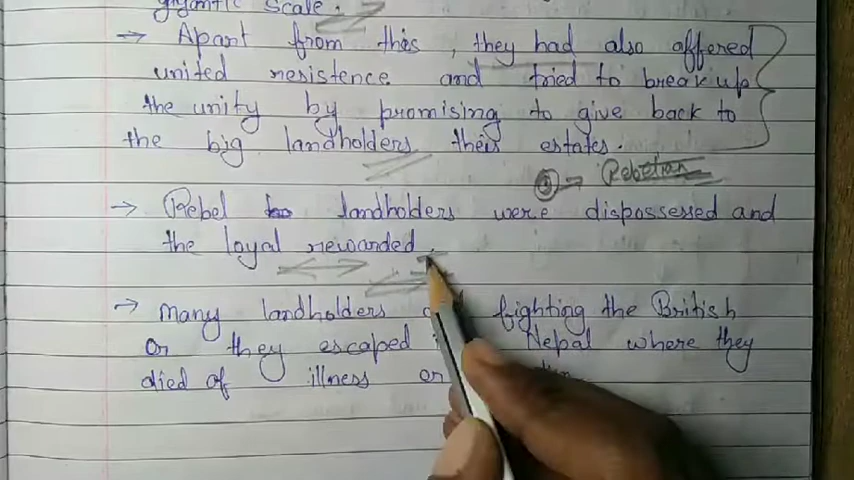 gigantic scale.
→ Apart from this, they had also offered
united resistence and tried to break up
the unity by promising to give back to
the big landholders their estates.
→ Rebel landholders were dispossessed and
the loyal rewarded.
→ Many landholders fighting the British
Or they escaped Nepal where they
died of illness or